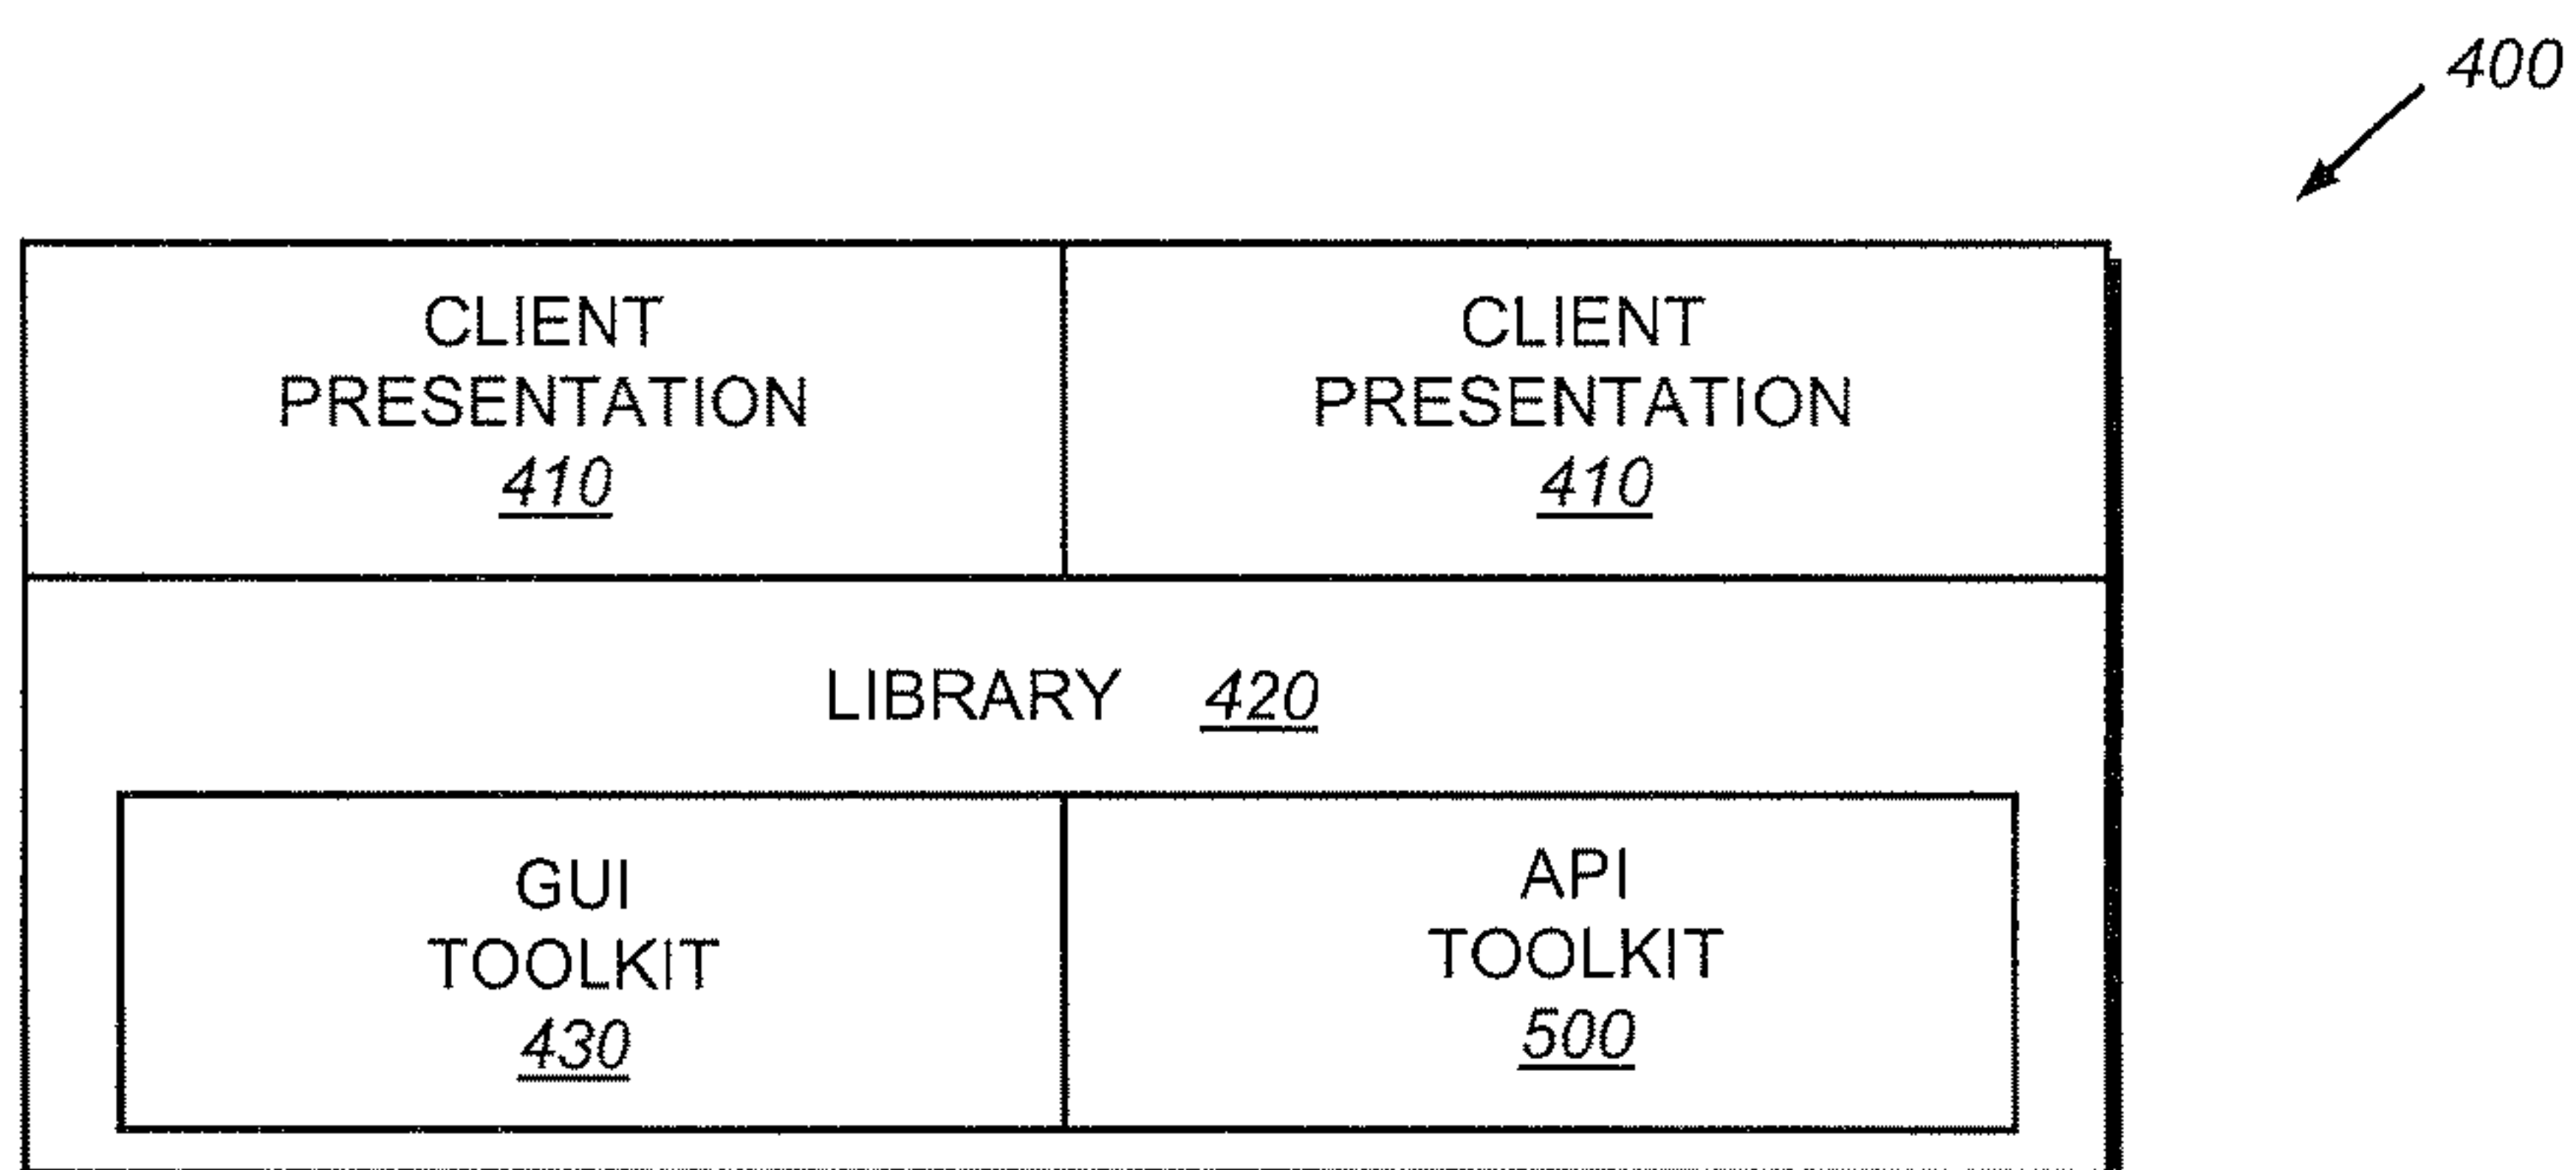 400
CLIENT
PRESENTATION
410
CLIENT
PRESENTATION
410
LIBRARY 420
GUI
TOOLKIT
430
API
TOOLKIT
500